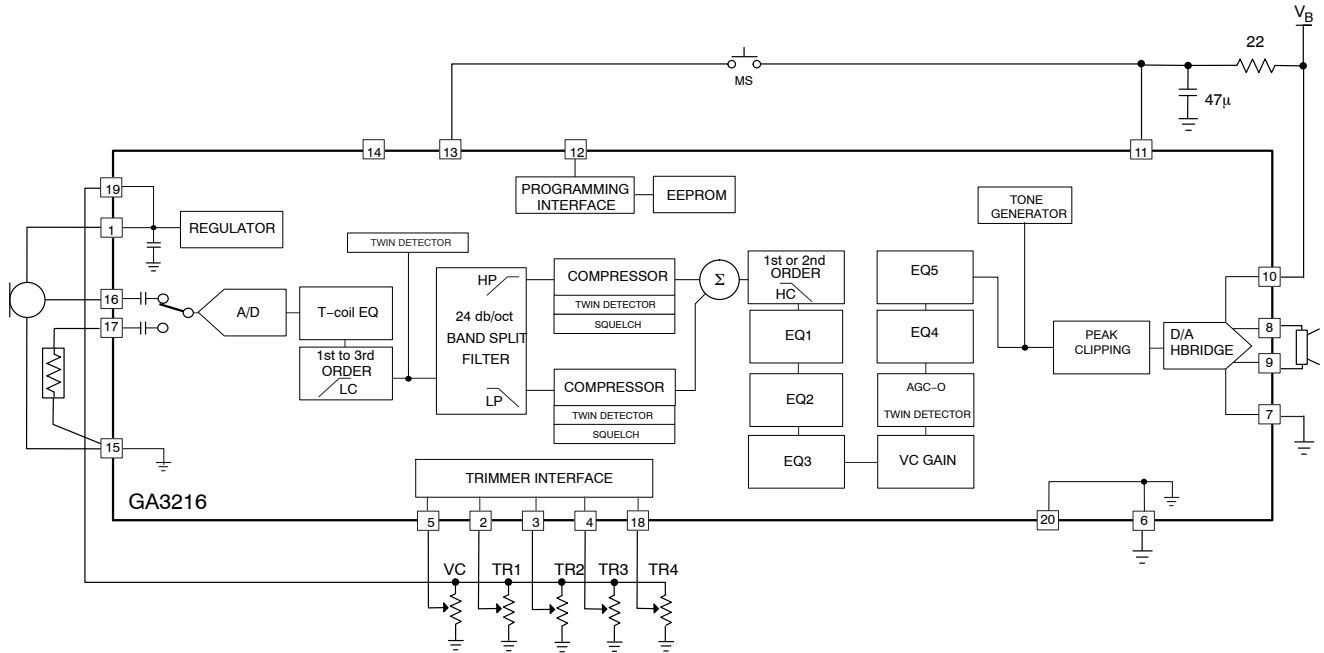 VB
22
MS
47μ
14
13
12
11
19
PROGRAMMING
INTERFACE
EEPROM
TONE
GENERATOR
1
REGULATOR
TWIN DETECTOR
HP
COMPRESSOR
TWIN DETECTOR
SQUELCH
Σ
1st or 2nd
ORDER
HC
EQ5
10
16
A/D
T-coil EQ
24 db/oct
BAND SPLIT
FILTER
17
EQ1
EQ4
PEAK
CLIPPING
D/A
HBRIDGE
8
9
1st to 3rd
ORDER
LC
LP
COMPRESSOR
TWIN DETECTOR
SQUELCH
EQ2
AGC-O
TWIN DETECTOR
7
15
EQ3
VC GAIN
TRIMMER INTERFACE
GA3216
5
2
3
4
18
20
6
VC
TR1
TR2
TR3
TR4